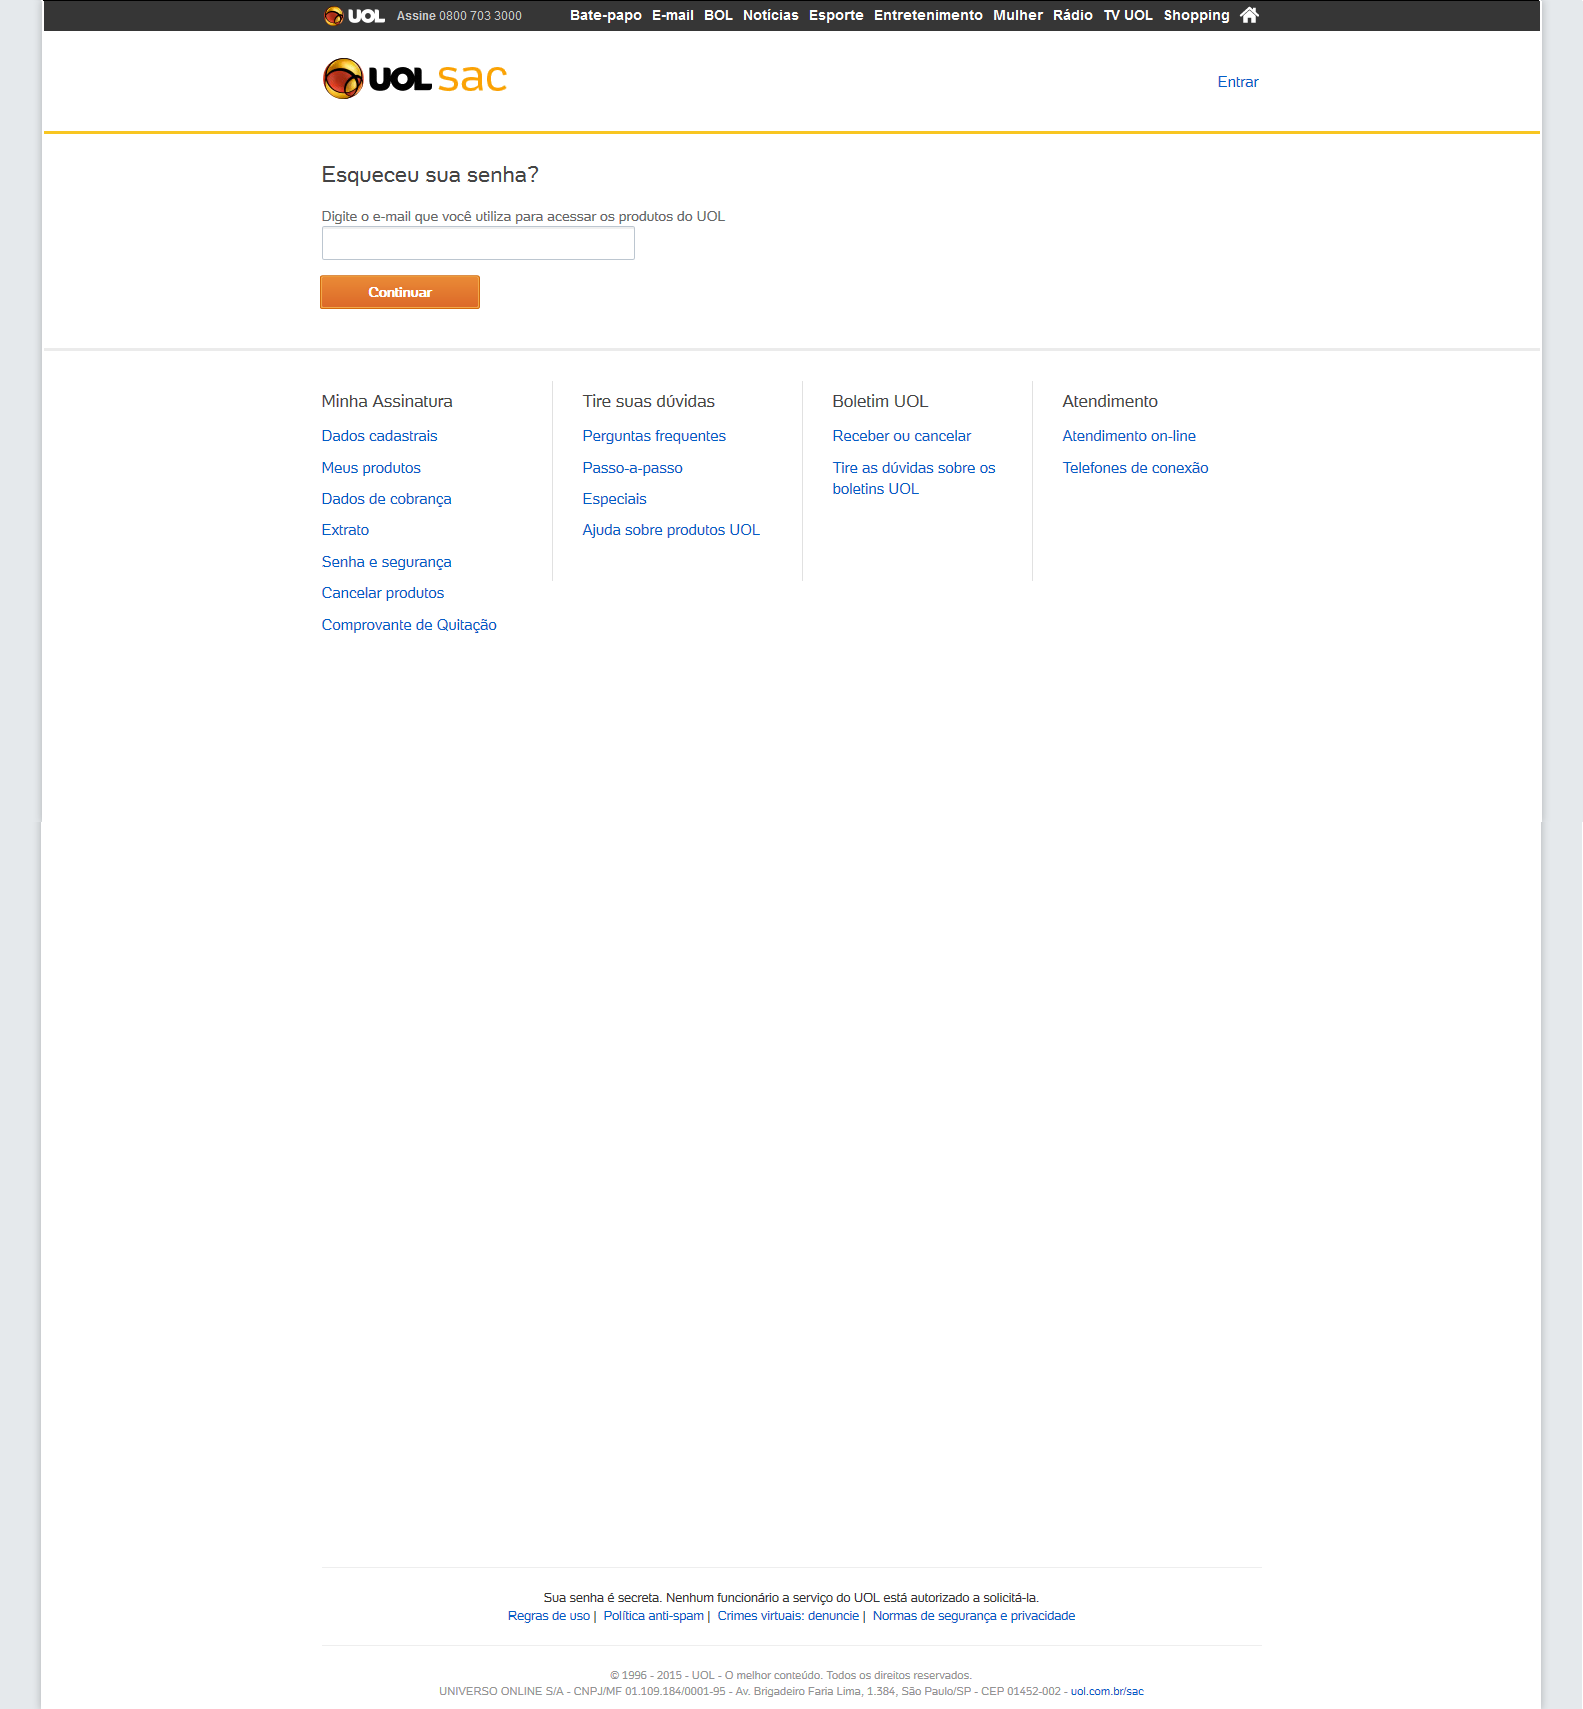 UOL Assine 0800 703 3000 Bate-papo E-mail BOL Notícias Esporte Entretenimento Mulher Rádio TV UOL Shopping
UOL sac
Entrar
Esqueceu sua senha?
Digite o e-mail que você utiliza para acessar os produtos do UOL
Continuar
Minha Assinatura
Dados cadastrais
Meus produtos
Dados de cobrança
Extrato
Senha e segurança
Cancelar produtos
Comprovante de Quitação
Tire suas dúvidas
Perguntas frequentes
Passo-a-passo
Especiais
Ajuda sobre produtos UOL
Boletim UOL
Receber ou cancelar
Tire as dúvidas sobre os
boletins UOL
Atendimento
Atendimento on-line
Telefones de conexão
Sua senha é secreta. Nenhum funcionário a serviço do UOL está autorizado a solicitá-la.
Regras de uso | Política anti-spam | Crimes virtuais: denuncie | Normas de segurança e privacidade
© 1996 - 2015 - UOL - O melhor conteúdo. Todos os direitos reservados.
UNIVERSO ONLINE S/A - CNPJ/MF 01.109.184/0001-95 - Av. Brigadeiro Faria Lima, 1.384, São Paulo/SP - CEP 01452-002 - uol.com.br/sac